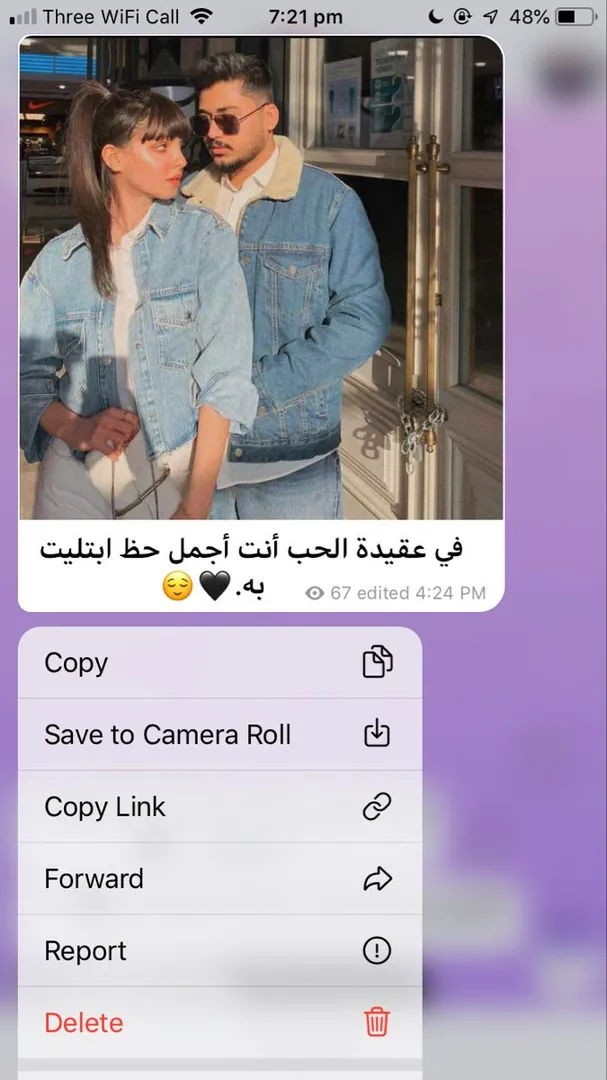 Three WiFi Call 7:21 pm 48%
في عقيدة الحب أنت أجمل حظ ابتليت
به.🖤😌 67 edited 4:24 PM
Copy
Save to Camera Roll
Copy Link
Forward
Report
Delete